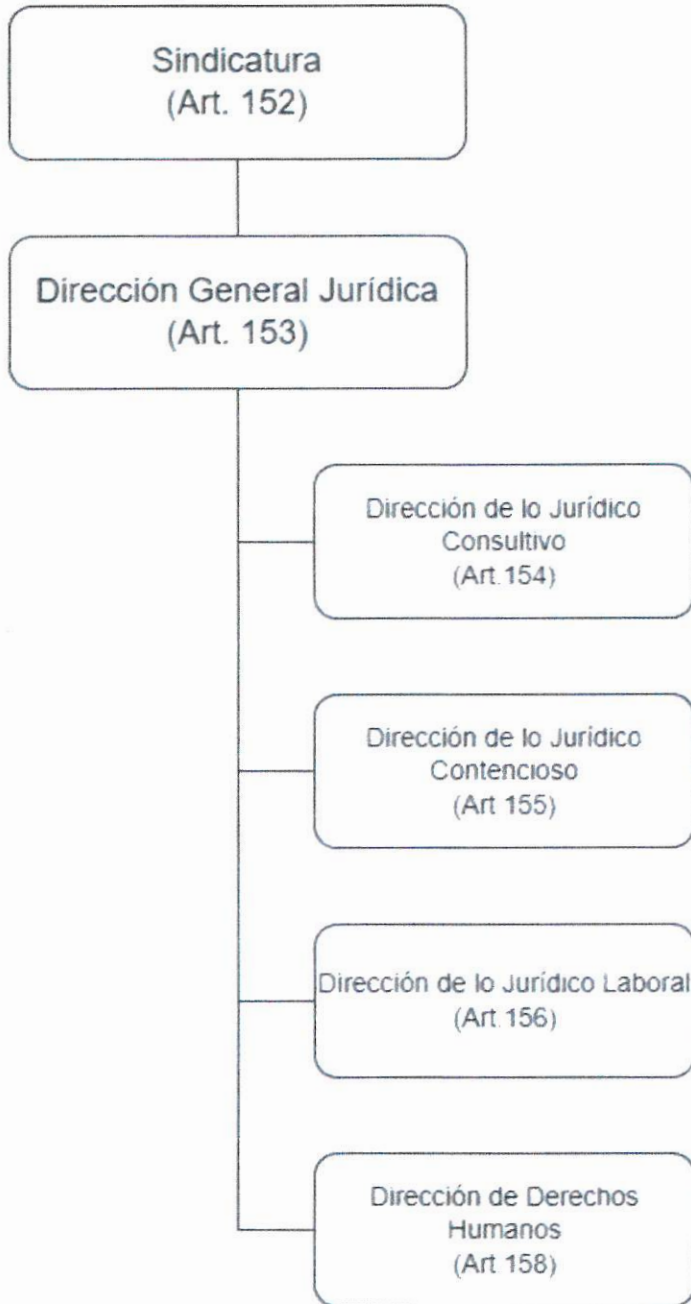 Sindicatura
(Art. 152)
Dirección General Jurídica
(Art. 153)
Dirección de lo Jurídico
Consultivo
(Art.154)
Dirección de lo Jurídico
Contencioso
(Art 155)
Dirección de lo Jurídico Laboral
(Art.156)
Dirección de Derechos
Humanos
(Art 158)